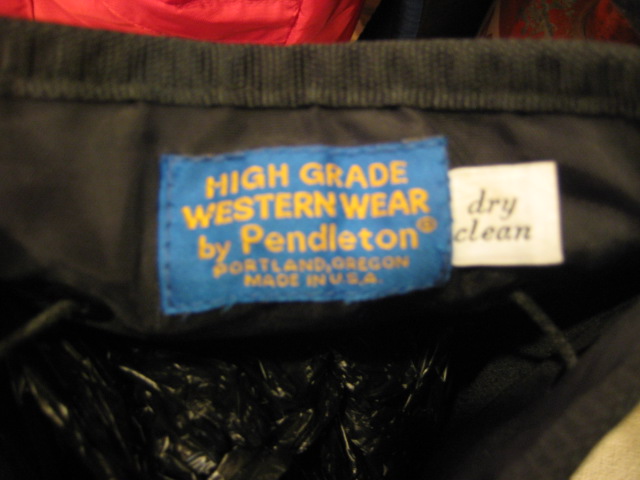 HIGH GRADE
WESTERN WEAR
by Pendleton®
PORTLAND, OREGON
MADE IN U.S.A.
dry
clean